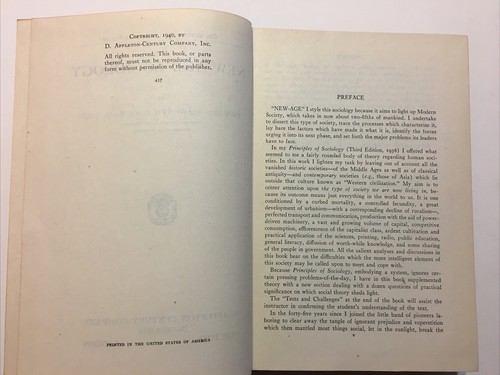 COPYRIGHT, 1940, BY
D. APPLETON-CENTURY COMPANY, INC.
All rights reserved. This book, or parts
thereof, must not be reproduced in any
form without permission of the publisher.
437
PRINTED IN THE UNITED STATES OF AMERICA
PREFACE
"NEW-AGE" I style this sociology because it aims to light up Modern
Society, which takes in now about two-fifths of mankind. I undertake
to dissert this type of society, trace the processes which characterize it,
lay bare the factors which have made it what it is, identify the forces
urging it into its next phase, and set forth the major problems its leaders
have to face.
In my Principles of Sociology (Third Edition, 1938) I offered what
seemed to me a fairly rounded body of theory regarding human soci-
eties. In this work I lighten my task by leaving out of account all the
vanished historic societies—of the Middle Ages as well as of classical
antiquity—and contemporary societies (e.g., those of Asia) which lie
outside that culture known as "Western civilization." My aim is to
center attention upon the type of society we are now living in, be-
cause its outcome means just everything in the world to us. It is one
conditioned by a curbed mortality, a controlled fecundity, a great
development of urbanism—with a corresponding decline of ruralism—,
perfected transport and communication, production with the aid of power-
driven machinery, a vast and growing volume of capital, competitive
consumption, efflorescence of the capitalist class, ardent cultivation and
practical application of the sciences, printing, radio, public education,
general literacy, diffusion of worth-while knowledge, and some sharing
of the people in government. All the salient analyses and discussions in
this book bear on the difficulties which the more intelligent element of
this society may be called upon to meet and cope with.
Because Principles of Sociology, embodying a system, ignores cer-
tain pressing problems-of-the-day, I have in this book supplemented
theory with a new section dealing with a dozen questions of practical
significance on which social theory sheds light.
The "Tests and Challenges" at the end of the book will assist the
instructor in confirming the student's understanding of the text.
In the forty-five years since I joined the little band of pioneers la-
boring to clear away the tangle of ignorant prejudice and superstition
which then mantled most things social, let in the sunlight, break the